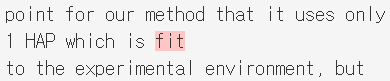 point for our method that it uses only
1 HAP which is fit
to the experimental environment, but